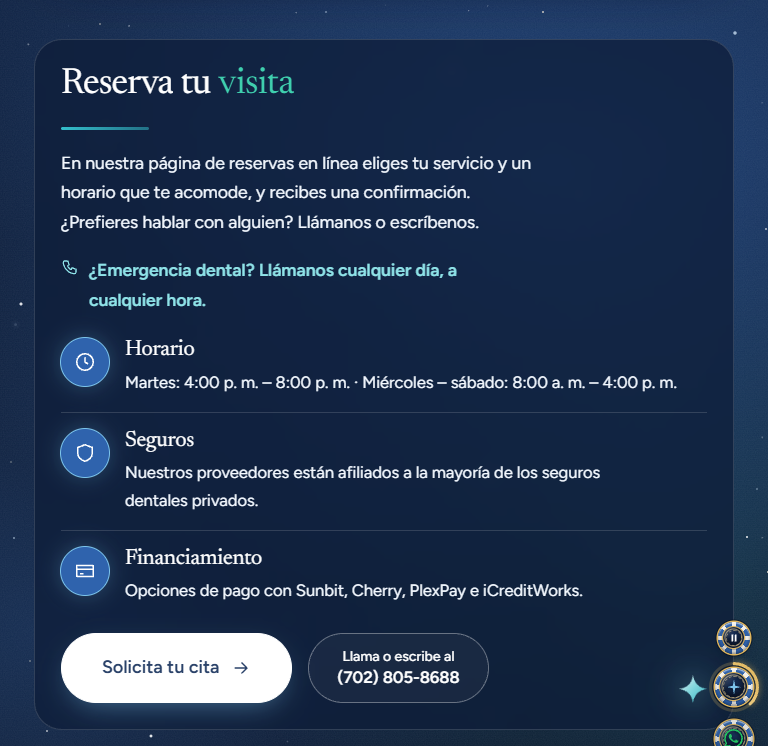 Reserva tu visita
En nuestra página de reservas en línea eliges tu servicio y un
horario que te acomode, y recibes una confirmación.
¿Prefieres hablar con alguien? Llámanos o escríbenos.
¿Emergencia dental? Llámanos cualquier día, a
cualquier hora.
Horario
Martes: 4:00 p. m. – 8:00 p. m. · Miércoles – sábado: 8:00 a. m. – 4:00 p. m.
Seguros
Nuestros proveedores están afiliados a la mayoría de los seguros
dentales privados.
Financiamiento
Opciones de pago con Sunbit, Cherry, PlexPay e iCreditWorks.
Solicita tu cita →
Llama o escribe al
(702) 805-8688